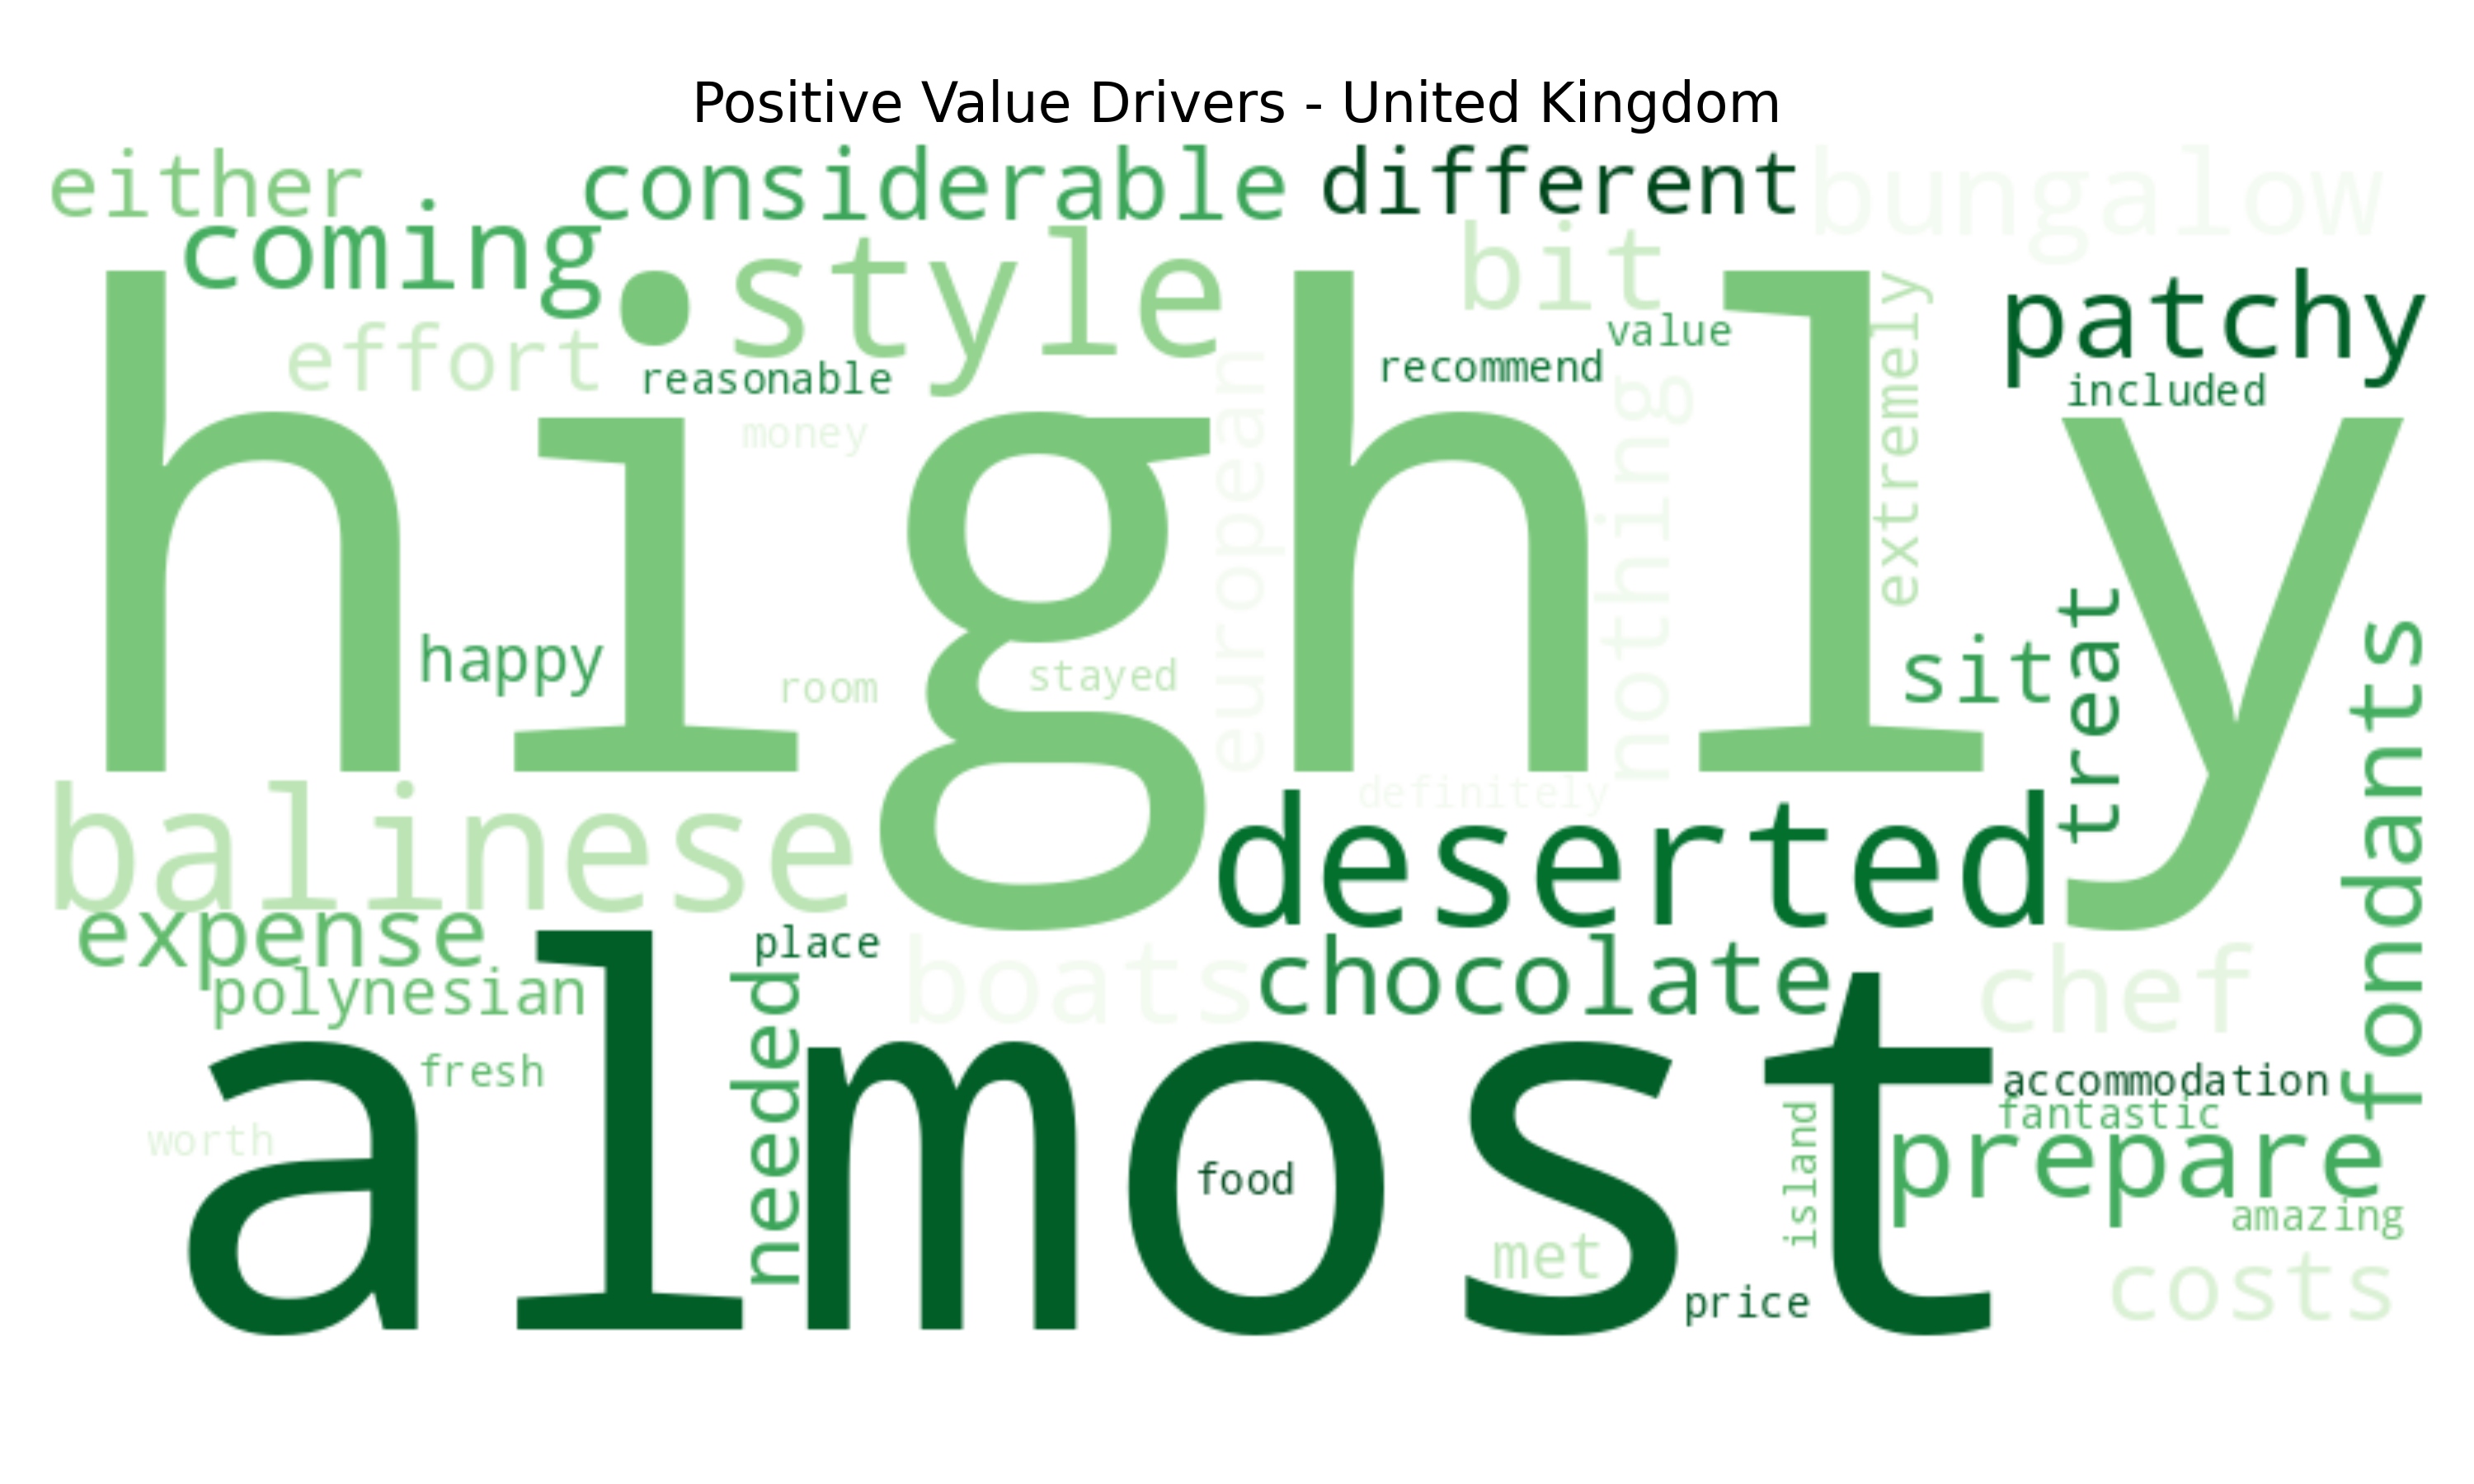 Positive Value Drivers - United Kingdom
either
considerable
different
bungalow
coming
style
bit
effort
value
extremely
patchy
reasonable
recommend
included
money
highly
european
nothing
happy
room
stayed
sit
treat
fondants
balinese
definitely
deserted
expense
place
polynesian
needed
boats
chocolate
chef
fresh
almost
accommodation
fantastic
worth
food
island
prepare
met
amazing
price
costs